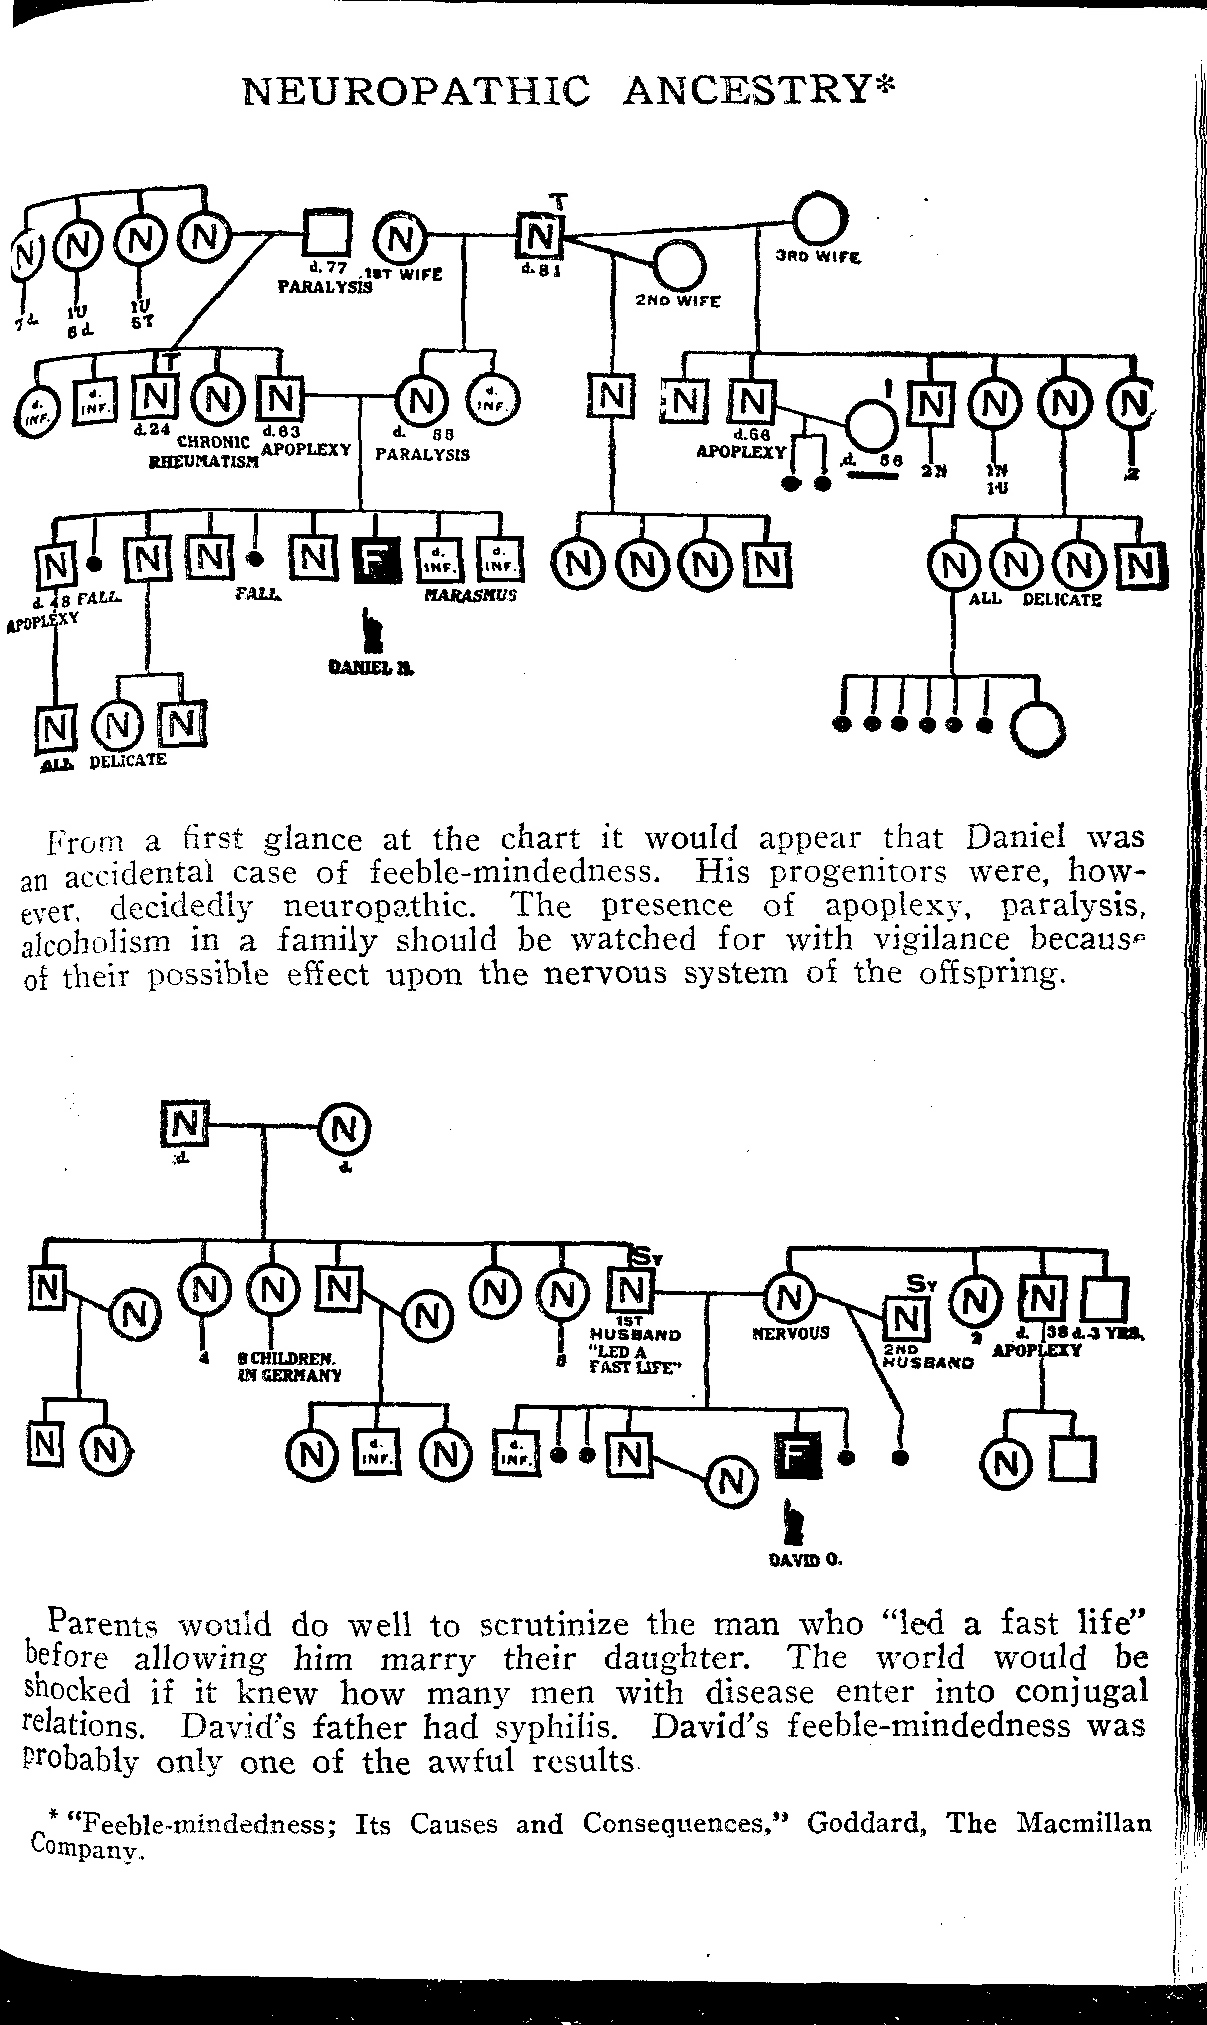 NEUROPATHIC ANCESTRY*
T
N N N N N N
d. 77 1ST WIFE d. 81 3RD WIFE
PARALYSIS 2ND WIFE
7d 1U 1U
6d 5T
T
d. INF. d. INF. N N N N d. INF. N N N N N N N
d. 24 CHRONIC d. 63 d. 68 d. 66 d. 56 2N 1N 2
RHEUMATISM APOPLEXY PARALYSIS APOPLEXY 1U
N N N N F d. INF. d. INF. N N N N N N N N
d. 48 FALL FALL MARASMUS ALL DELICATE
APOPLEXY
DANIEL N.
N N N
ALL DELICATE
From a first glance at the chart it would appear that Daniel was
an accidental case of feeble-mindedness. His progenitors were, how-
ever, decidedly neuropathic. The presence of apoplexy, paralysis,
alcoholism in a family should be watched for with vigilance because
of their possible effect upon the nervous system of the offspring.
N N
d. d.
SY
N N N N N N N N N N SY N N N
4 8 CHILDREN. IN GERMANY 8 1ST HUSBAND "LED A FAST LIFE" NERVOUS 2ND HUSBAND 2 d. 38 d. 3 YRS.
APOPLEXY
N N N d. INF. N d. INF. N N F N
DAVID O.
Parents would do well to scrutinize the man who “led a fast life”
before allowing him marry their daughter. The world would be
shocked if it knew how many men with disease enter into conjugal
relations. David's father had syphilis. David's feeble-mindedness was
probably only one of the awful results.
* “Feeble-mindedness; Its Causes and Consequences,” Goddard, The Macmillan
Company.